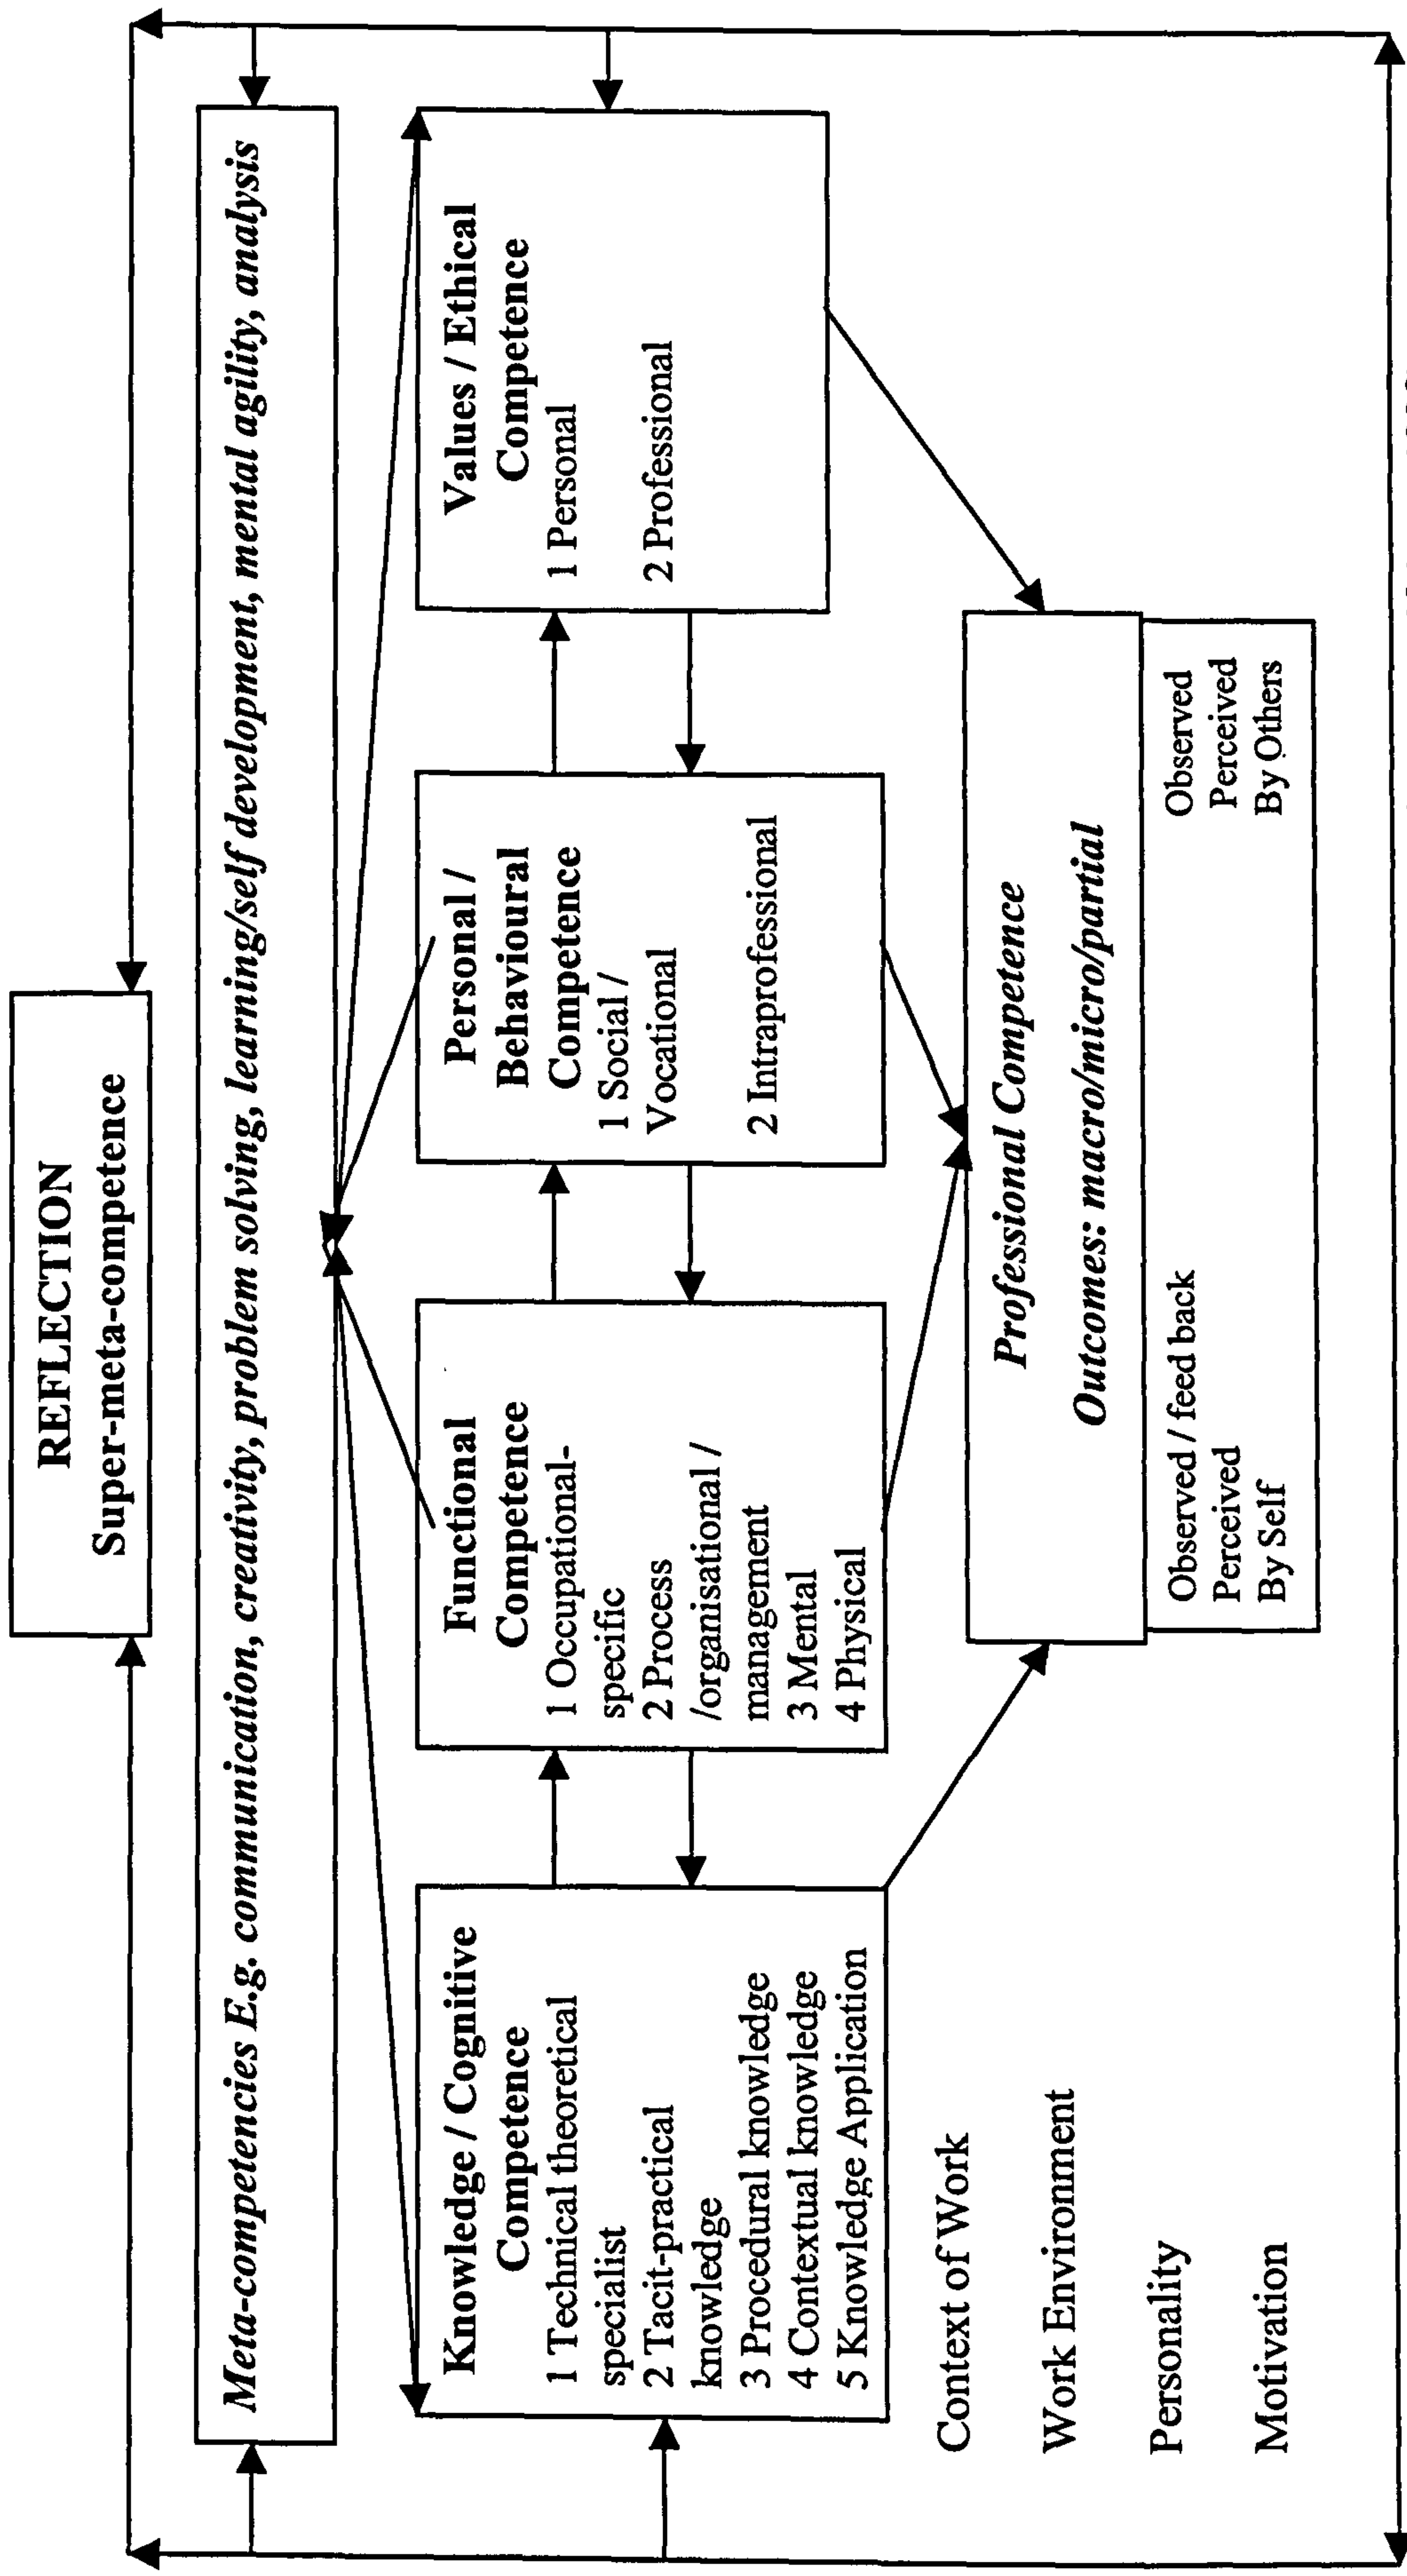 REFLECTION
Super-meta-competence
Meta-competencies E.g. communication, creativity, problem solving, learning/self development, mental agility, analysis
Knowledge / Cognitive
Competence
1 Technical theoretical
specialist
2 Tacit-practical
knowledge
3 Procedural knowledge
4 Contextual knowledge
5 Knowledge Application
Functional
Competence
1 Occupational-
specific
2 Process
/organisational /
management
3 Mental
4 Physical
Personal /
Behavioural
Competence
1 Social /
Vocational
2 Intraprofessional
Values / Ethical
Competence
1 Personal
2 Professional
Context of Work
Work Environment
Personality
Motivation
Professional Competence
Outcomes: macro/micro/partial
Observed / feed back
Perceived
By Self
Observed
Perceived
By Others